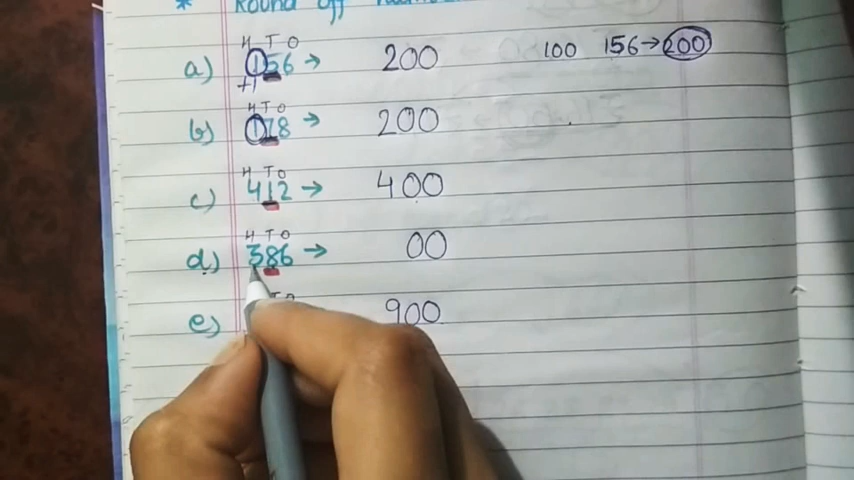 * Round off
H T O 100 156→200
a) 156 → 200
+1
H T O
b) 178 → 200
H T O
c) 412 → 400
H T O
d) 386 → 00
T O
e) 900